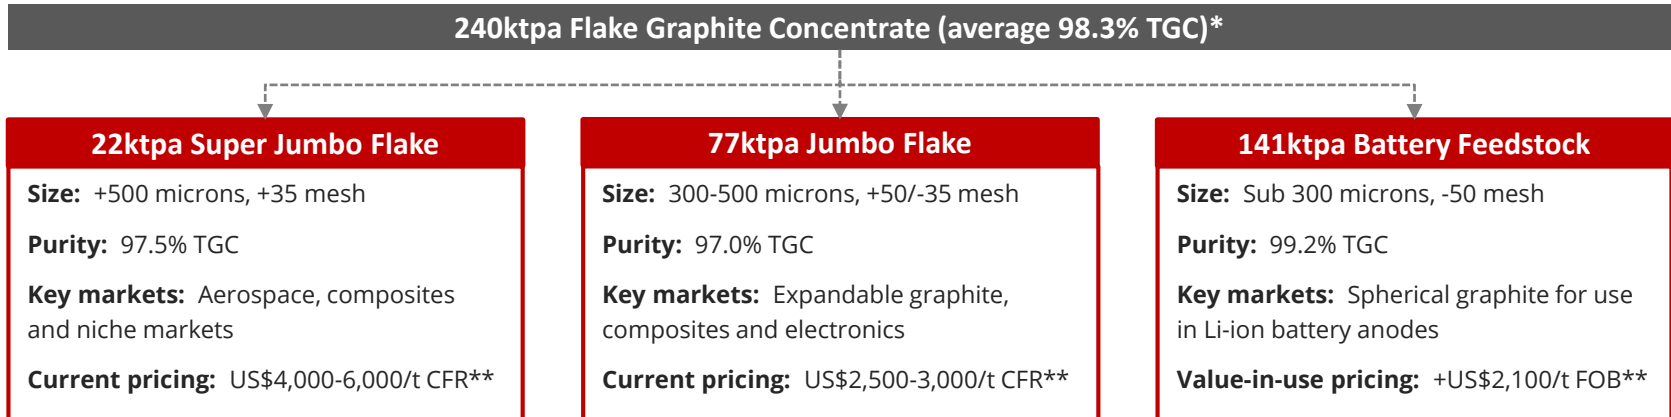 240ktpa Flake Graphite Concentrate (average 98.3% TGC)*
22ktpa Super Jumbo Flake
Size: +500 microns, +35 mesh
Purity: 97.5% TGC
Key markets: Aerospace, composites
and niche markets
Current pricing: US$4,000-6,000/t CFR**
77ktpa Jumbo Flake
Size: 300-500 microns, +50/-35 mesh
Purity: 97.0% TGC
Key markets: Expandable graphite,
composites and electronics
Current pricing: US$2,500-3,000/t CFR**
141ktpa Battery Feedstock
Size: Sub 300 microns, -50 mesh
Purity: 99.2% TGC
Key markets: Spherical graphite for use
in Li-ion battery anodes
Value-in-use pricing: +US$2,100/t FOB**